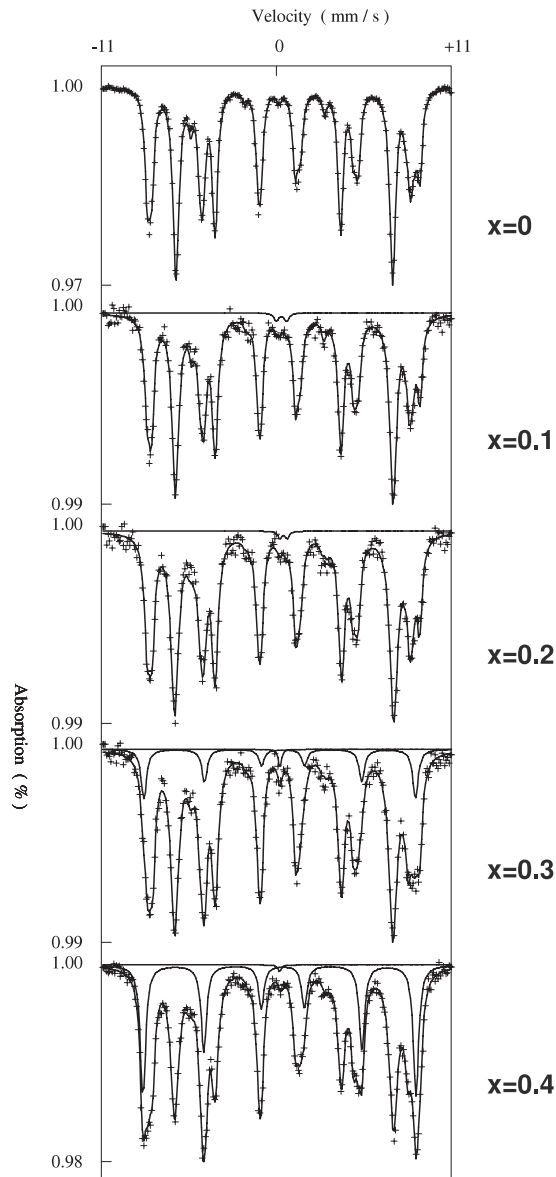 Velocity ( mm / s )
-11 0 +11
1.00
x=0
0.97
1.00
x=0.1
0.99
1.00
x=0.2
0.99
1.00
x=0.3
0.99
1.00
x=0.4
0.98
Absorption ( % )